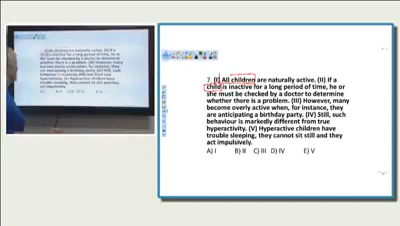 7. (I) All children are naturally active. (II) If a
child is inactive for a long period of time, he or
she must be checked by a doctor to determine
whether there is a problem. (III) However, many
become overly active when, for instance, they
are anticipating a birthday party. (IV) Still, such
behaviour is markedly different from true
hyperactivity. (V) Hyperactive children have
trouble sleeping, they cannot sit still and they
act impulsively.
A) I B) II C) III D) IV E) V